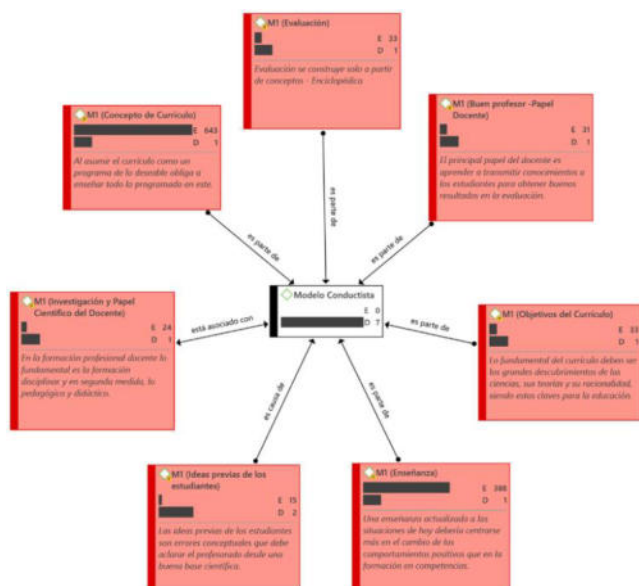 M1 (Evaluación)
E 33
D 1
Evaluación se construye solo a partir
de conceptos - Enciclopédica
M1 (Concepto de Currículo)
E 643
D 1
Al asumir el currículo como un
programa de lo deseable obliga a
enseñar todo lo programado en este.
M1 (Buen profesor -Papel
Docente)
E 21
D 1
El principal papel del docente es
aprender a transmitir conocimientos a
los estudiantes para obtener buenos
resultados en la evaluación.
es parte de
es parte de
es parte de
Modelo Conductista
E 0
D 7
M1 (Investigación y Papel
Científico del Docente)
E 24
D 1
En la formación profesional docente lo
fundamental es la formación
disciplinar y en segunda medida, lo
pedagógico y didáctico.
está asociado con
es parte de
M1 (Objetivos del Currículo)
E 33
D 1
En fundamental del currículo deben ser
los grandes descubrimientos de las
ciencias, sus teorías y su racionalidad,
siendo estas claves para la educación.
es causa de
es parte de
M1 (Ideas previas de los
estudiantes)
E 15
D 2
Las ideas previas de los estudiantes
son errores conceptuales que debe
aclarar el profesorado desde una
buena base científica.
M1 (Enseñanza)
E 388
D 1
Una enseñanza actualizada a las
situaciones de hoy debería centrarse
más en el cambio de los
comportamientos positivos que en la
formación en competencias.